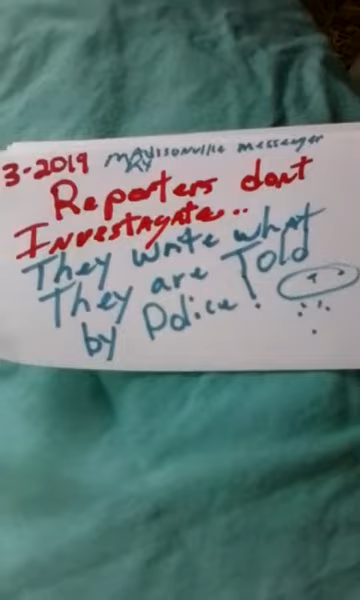 3-2019 Madisonville messenger
KY
Reporters dont
Investagate..
They write what
They are Told
by Police!